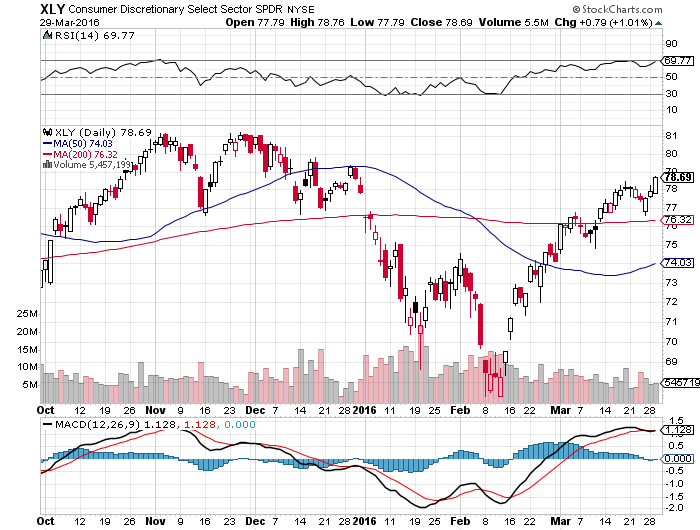 XLY Consumer Discretionary Select Sector SPDR NYSE © StockCharts.com
29-Mar-2016 Open 77.79 High 78.76 Low 77.79 Close 78.69 Volume 5.5M Chg +0.79 (+1.01%)
RSI(14) 69.77
90
69.77
50
30
10
XLY (Daily) 78.69
MA(50) 74.03
MA(200) 76.32
Volume 5,457,199
81
80
79
78.69
78
77
76.32
76
75
74.03
73
72
71
70
69
25M
20M
15M
10M
5M
5457199
Oct 12 19 26 Nov 9 16 23 Dec 7 14 21 28 2016 11 19 25 Feb 8 16 22 Mar 7 14 21 28
MACD(12,26,9) 1.128, 1.128, 0.000
1.5
1.128
0.5
0.000
-0.5
-1.0
-1.5
-2.0
Oct 12 19 26 Nov 9 16 23 Dec 7 14 21 28 2016 11 19 25 Feb 8 16 22 Mar 7 14 21 28